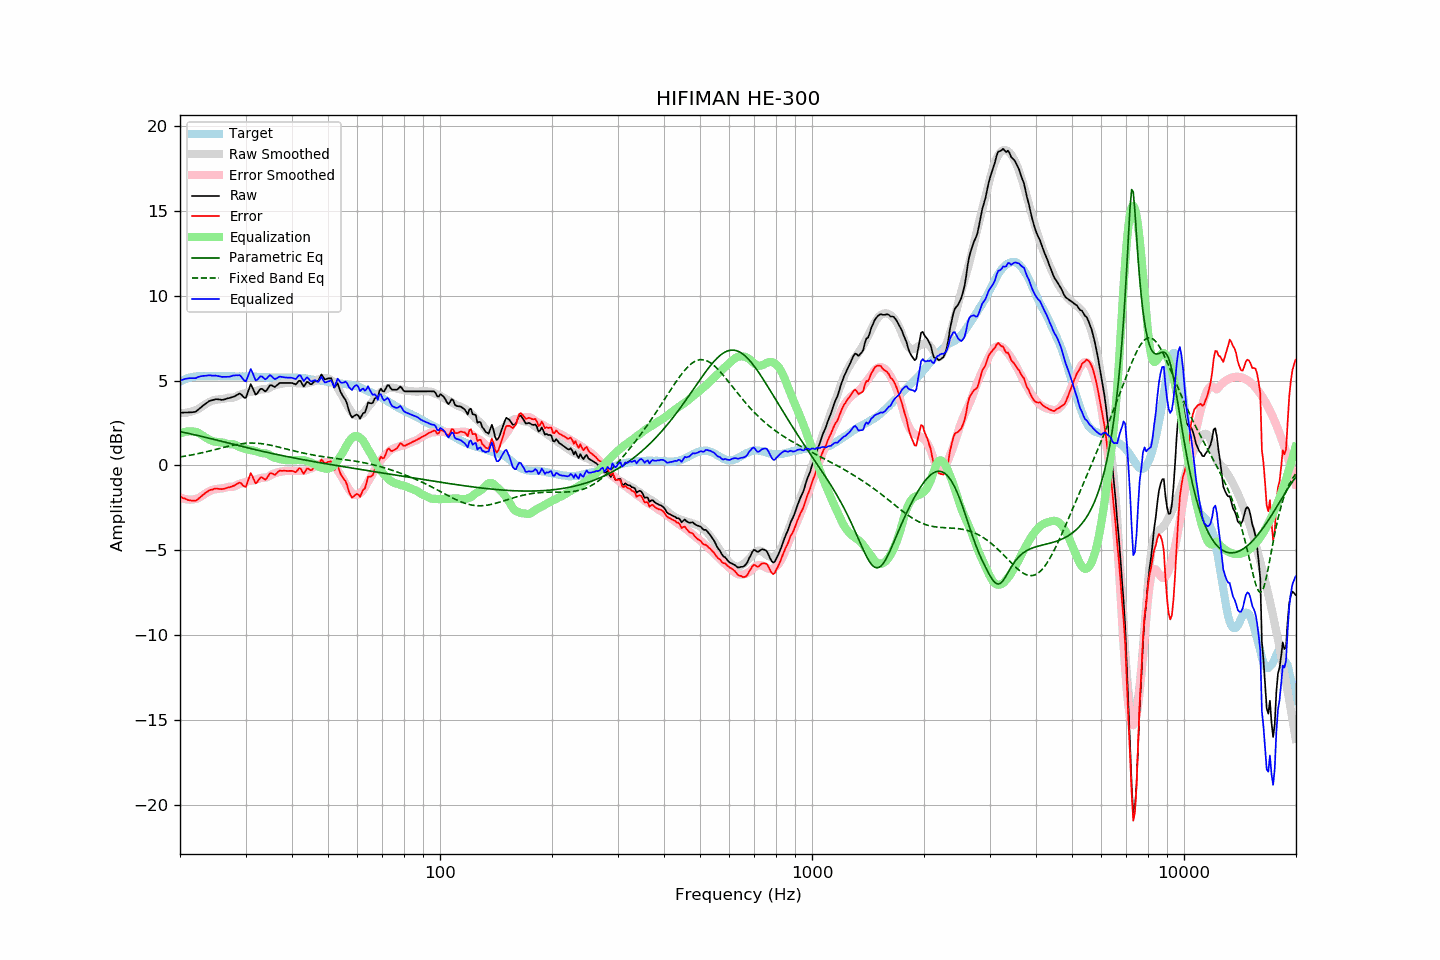 HIFIMAN HE-300
Target
Raw Smoothed
Error Smoothed
Raw
Error
Equalization
Parametric Eq
Fixed Band Eq
Equalized
20
15
10
5
0
−5
−10
−15
−20
Amplitude (dBr)
100
1000
10000
Frequency (Hz)